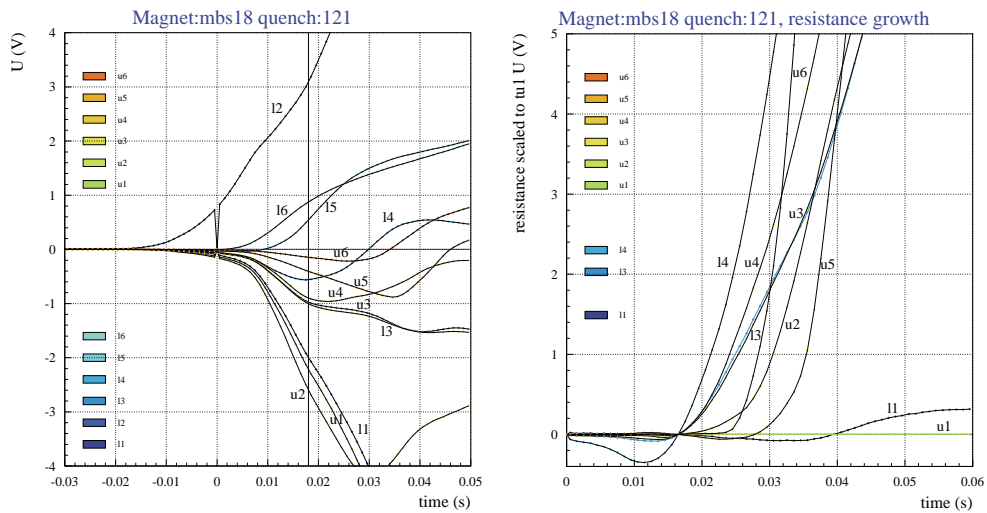 Magnet:mbs18 quench:121
U (V)
4
3
2
1
0
-1
-2
-3
-4
u6
u5
u4
u3
u2
u1
l6
l5
l4
l3
l2
l1
l2
l6
l5
l4
u6
u5
u4
u3
l3
u2
u1
l1
-0.03 -0.02 -0.01 0 0.01 0.02 0.03 0.04 0.05
time (s)
Magnet:mbs18 quench:121, resistance growth
resistance scaled to tu1 U (V)
5
4
3
2
1
0
u6
u5
u4
u3
u2
u1
l4
l3
l1
u6
u3
l4
u4
u5
l3
u2
l1
u1
0 0.01 0.02 0.03 0.04 0.05 0.06
time (s)